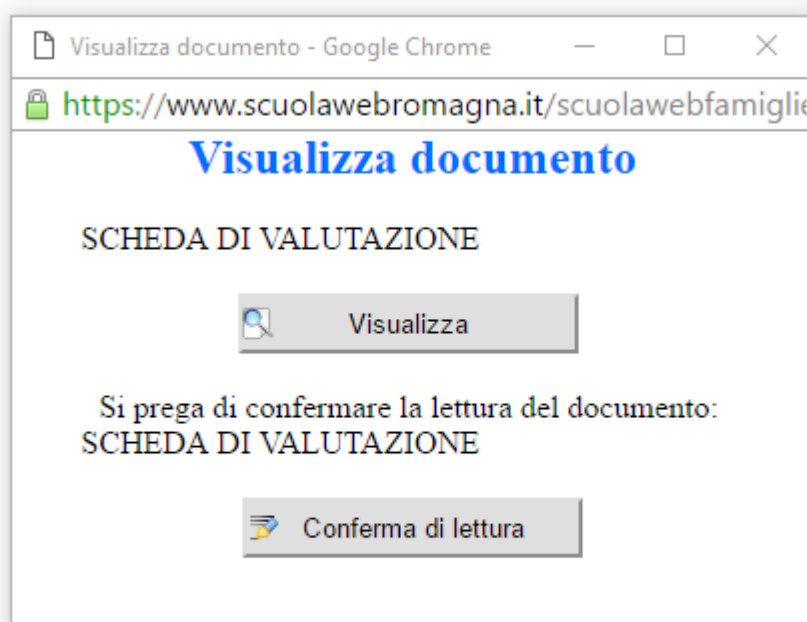 Visualizza documento - Google Chrome
https://www.scuolawebromagna.it/scuolawebfamiglie
Visualizza documento
SCHEDA DI VALUTAZIONE
Visualizza
Si prega di confermare la lettura del documento:
SCHEDA DI VALUTAZIONE
Conferma di lettura